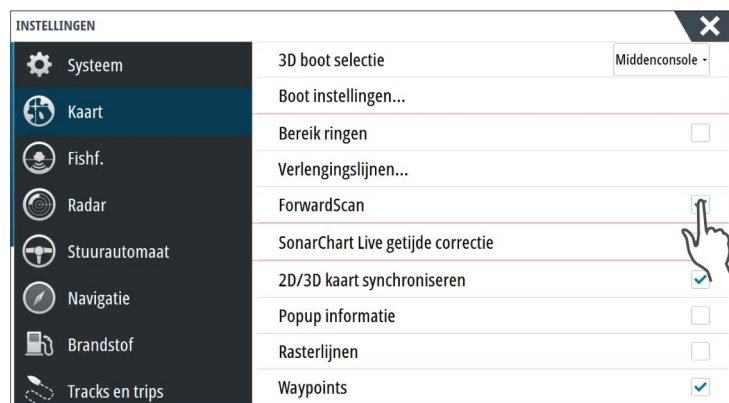 INSTELLINGEN
Systeem
Kaart
Fishf.
Radar
Stuurautomaat
Navigatie
Brandstof
Tracks en trips
3D boot selectie
Middenconsole
Boot instellingen...
Bereik ringen
Verlengingslijnen...
ForwardScan
SonarChart Live getijde correctie
2D/3D kaart synchroniseren
Popup informatie
Rasterlijnen
Waypoints